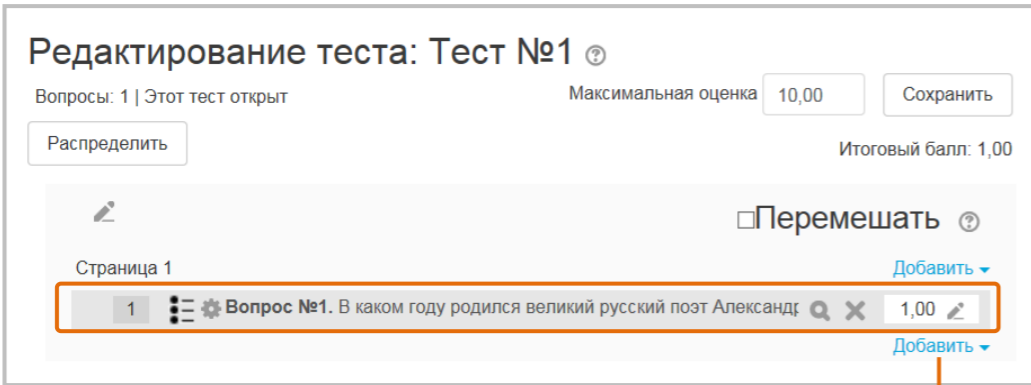 Редактирование теста: Тест №1
Вопросы: 1 | Этот тест открыт
Максимальная оценка 10,00 Сохранить
Распределить
Итоговый балл: 1,00
Перемешать
Страница 1
Добавить
1 Вопрос №1. В каком году родился великий русский поэт Александр 1,00
Добавить